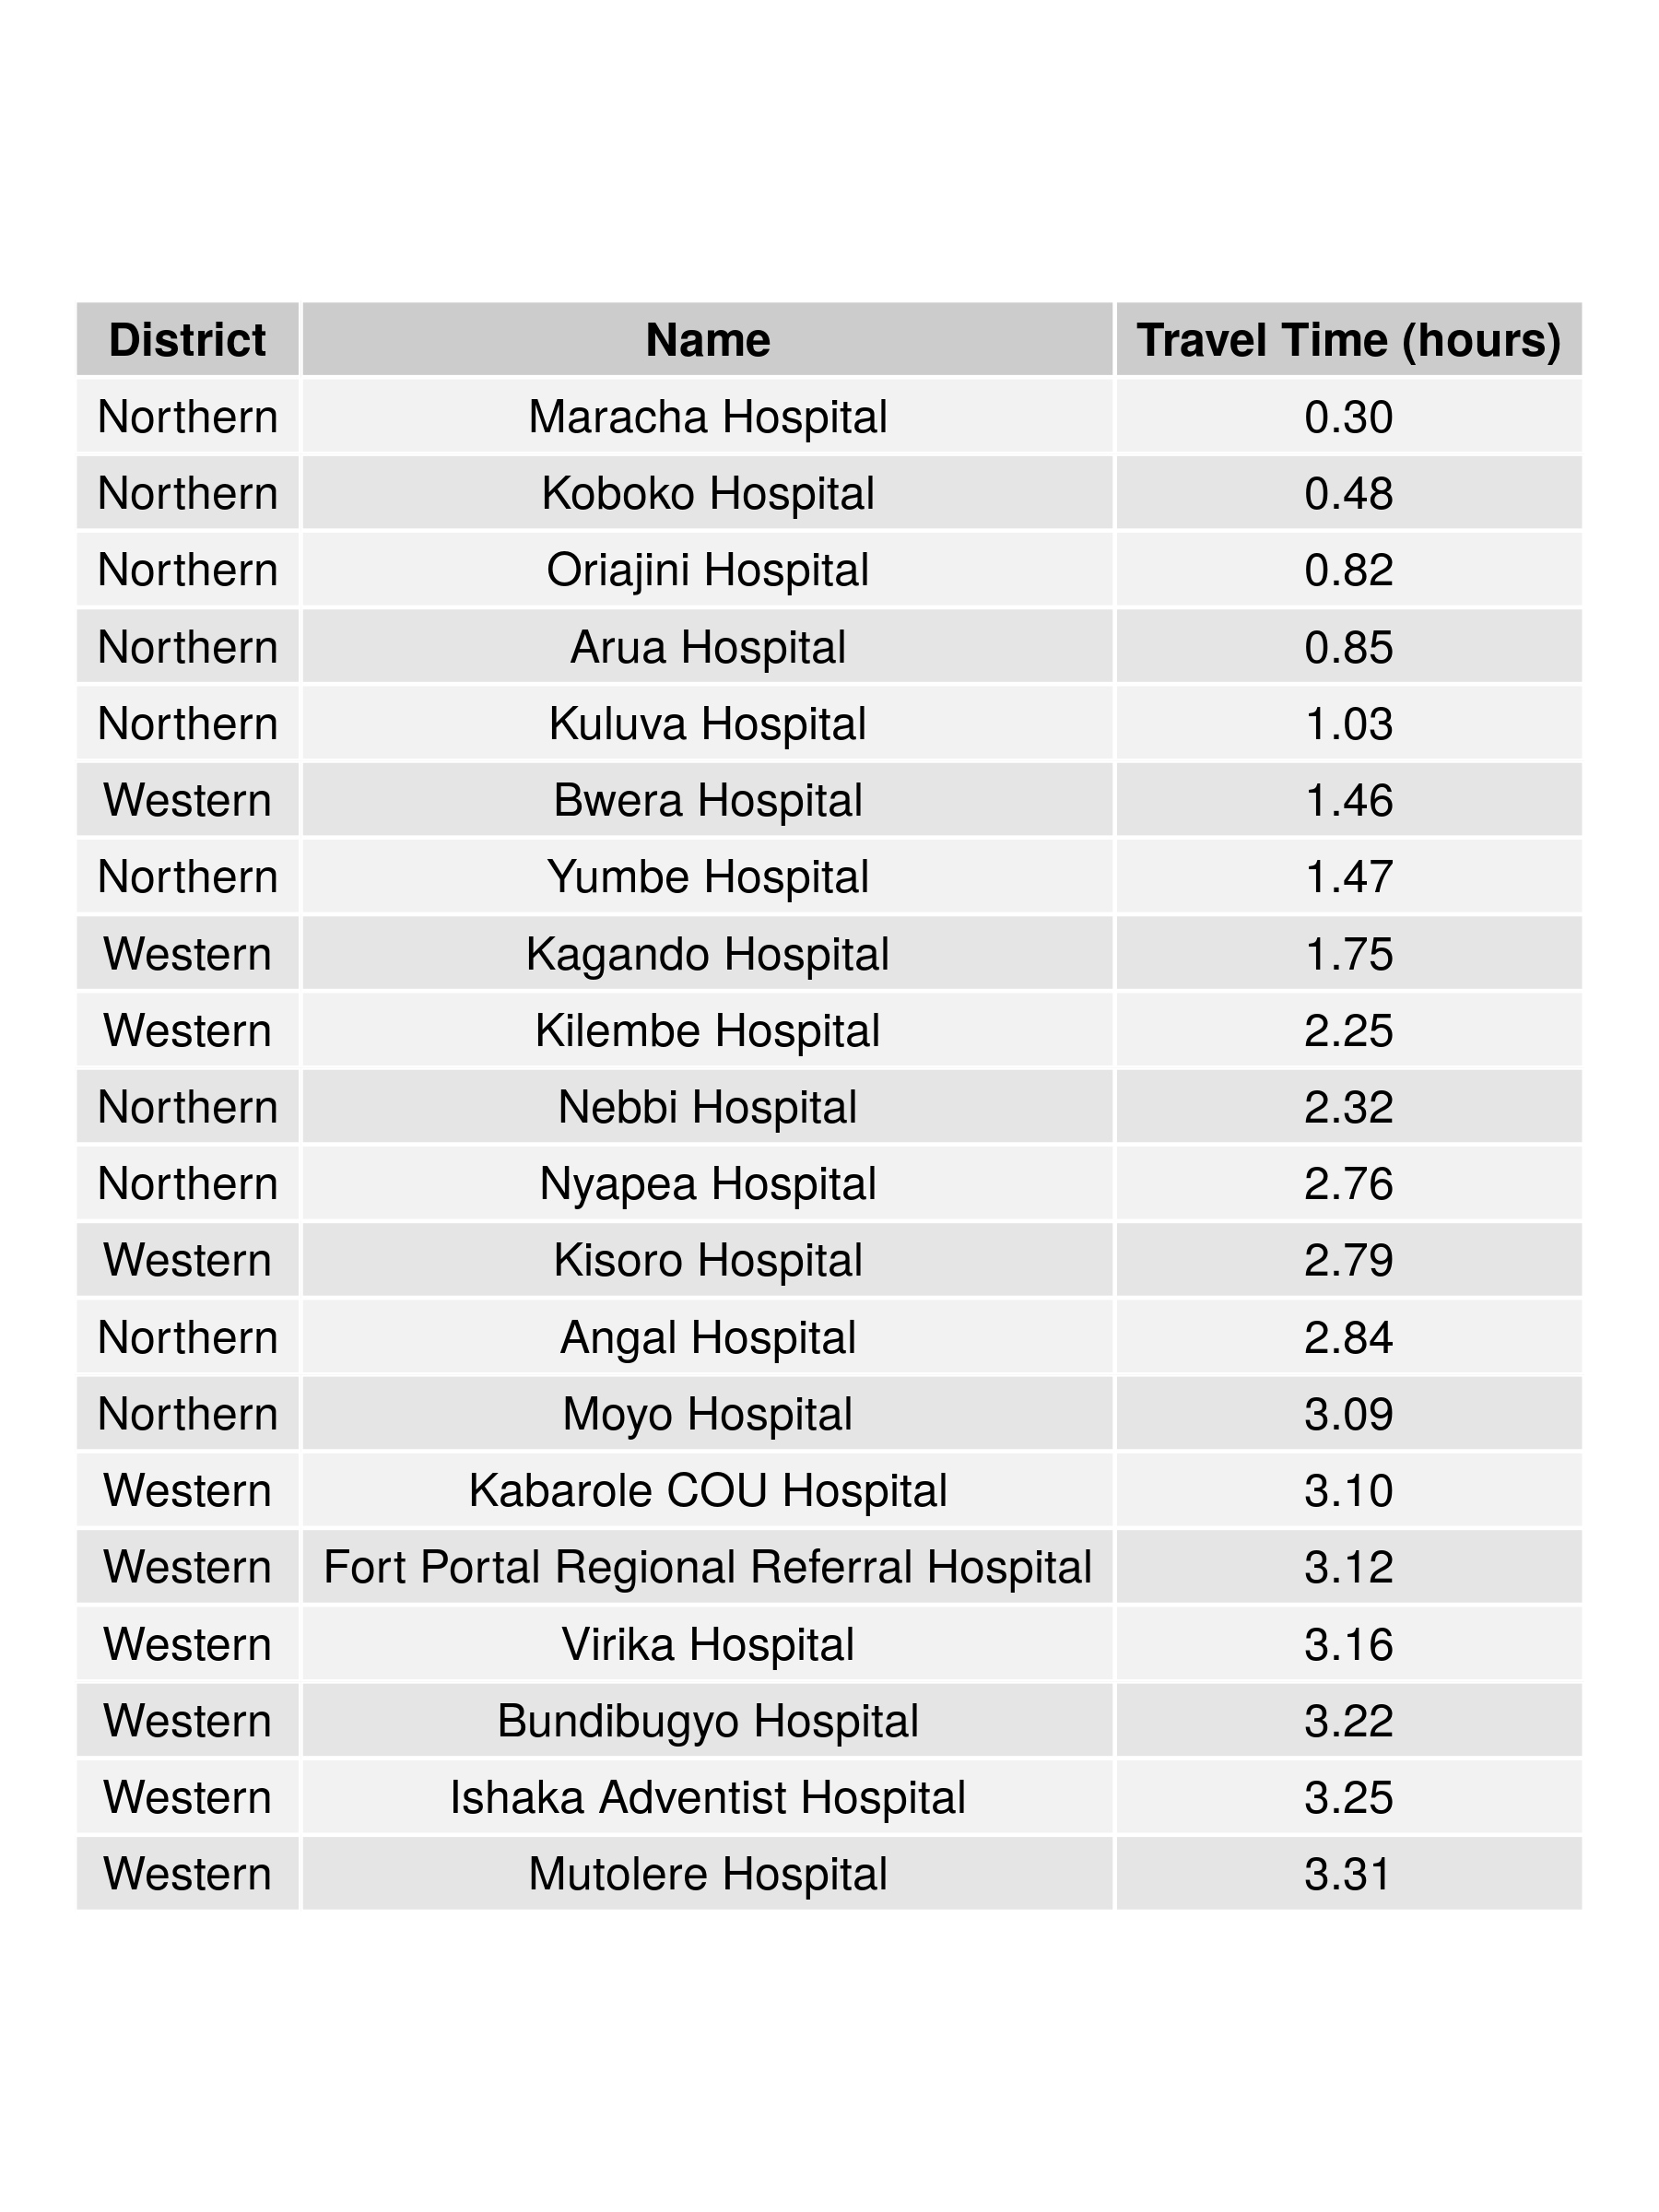 District Name Travel Time (hours)
Northern Maracha Hospital 0.30
Northern Koboko Hospital 0.48
Northern Oriajini Hospital 0.82
Northern Arua Hospital 0.85
Northern Kuluva Hospital 1.03
Western Bwera Hospital 1.46
Northern Yumbe Hospital 1.47
Western Kagando Hospital 1.75
Western Kilembe Hospital 2.25
Northern Nebbi Hospital 2.32
Northern Nyapea Hospital 2.76
Western Kisoro Hospital 2.79
Northern Angal Hospital 2.84
Northern Moyo Hospital 3.09
Western Kabarole COU Hospital 3.10
Western Fort Portal Regional Referral Hospital 3.12
Western Virika Hospital 3.16
Western Bundibugyo Hospital 3.22
Western Ishaka Adventist Hospital 3.25
Western Mutolere Hospital 3.31